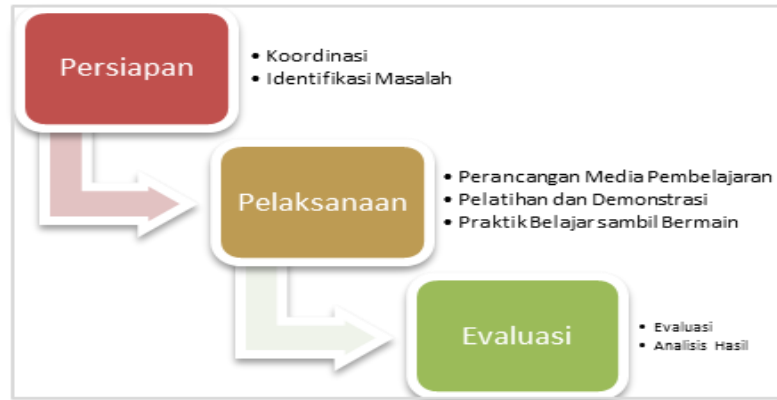 Persiapan
• Koordinasi
• Identifikasi Masalah
Pelaksanaan
• Perancangan Media Pembelajaran
• Pelatihan dan Demonstrasi
• Praktik Belajar sambil Bermain
Evaluasi
• Evaluasi
• Analisis Hasil